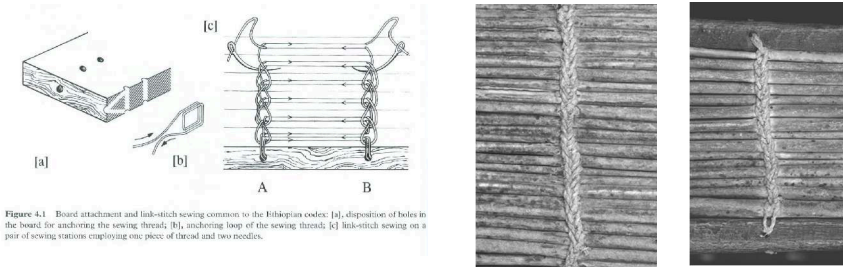 [c]
[a]
[b]
A B
Figure 4.1 Board attachment and link-stitch sewing common to the Ethiopian codex: [a], disposition of holes in
the board for anchoring the sewing thread; [b], anchoring loop of the sewing thread; [c] link-stitch sewing on a
pair of sewing stations employing one piece of thread and two needles.